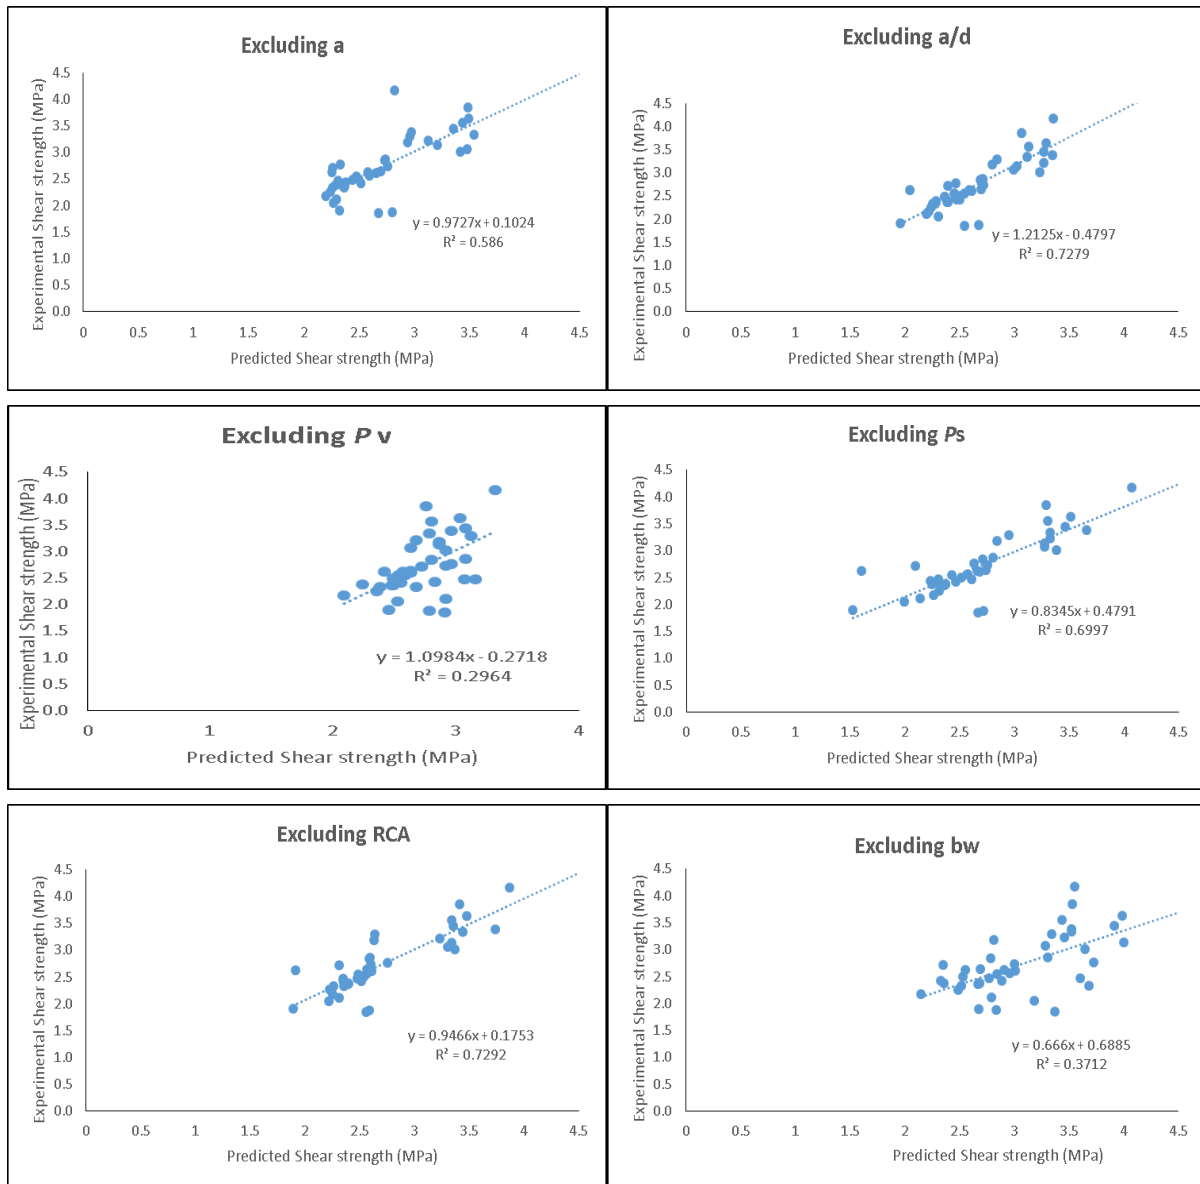 Excluding a
4.5
4.0
3.5
3.0
2.5
2.0
1.5
1.0
0.5
0.0
Experimental Shear strength (MPa)
y = 0.9727x + 0.1024
R² = 0.586
0 0.5 1 1.5 2 2.5 3 3.5 4 4.5
Predicted Shear strength (MPa)
Excluding a/d
4.5
4.0
3.5
3.0
2.5
2.0
1.5
1.0
0.5
0.0
Experimental Shear strength (MPa)
y = 1.2125x - 0.4797
R² = 0.7279
0 0.5 1 1.5 2 2.5 3 3.5 4 4.5
Predicted Shear strength (MPa)
Excluding P v
4.5
4.0
3.5
3.0
2.5
2.0
1.5
1.0
0.5
0.0
Experimental Shear strength (MPa)
y = 1.0984x - 0.2718
R² = 0.2964
0 1 2 3 4
Predicted Shear strength (MPa)
Excluding Ps
4.5
4.0
3.5
3.0
2.5
2.0
1.5
1.0
0.5
0.0
Experimental Shear strength (MPa)
y = 0.8345x + 0.4791
R² = 0.6997
0 0.5 1 1.5 2 2.5 3 3.5 4 4.5
Predicted Shear strength (MPa)
Excluding RCA
4.5
4.0
3.5
3.0
2.5
2.0
1.5
1.0
0.5
0.0
Experimental Shear strength (MPa)
y = 0.9466x + 0.1753
R² = 0.7292
0 0.5 1 1.5 2 2.5 3 3.5 4 4.5
Predicted Shear strength (MPa)
Excluding bw
4.5
4.0
3.5
3.0
2.5
2.0
1.5
1.0
0.5
0.0
Experimental Shear strength (MPa)
y = 0.666x + 0.6885
R² = 0.3712
0 0.5 1 1.5 2 2.5 3 3.5 4 4.5
Predicted Shear strength (MPa)